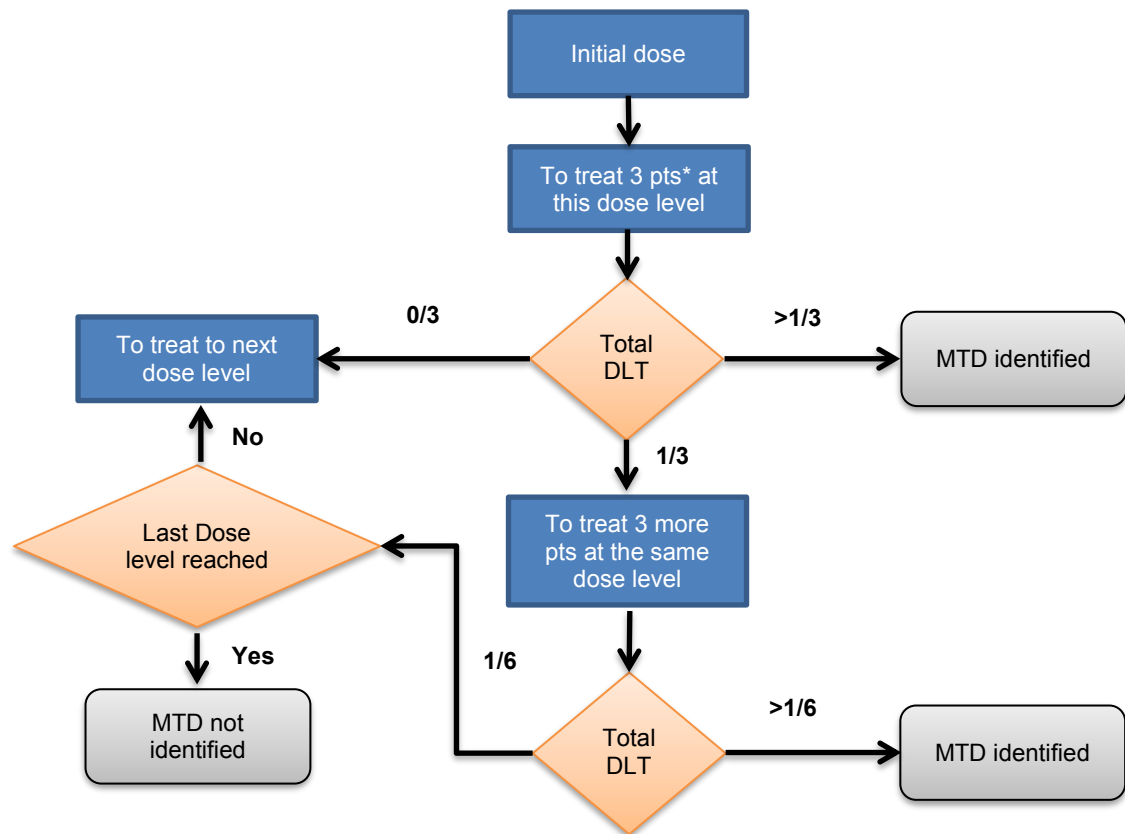 Initial dose
To treat 3 pts* at
this dose level
0/3
>1/3
To treat to next
dose level
Total
DLT
MTD identified
No
1/3
Last Dose
level reached
To treat 3 more
pts at the same
dose level
Yes
1/6
>1/6
MTD not
identified
Total
DLT
MTD identified